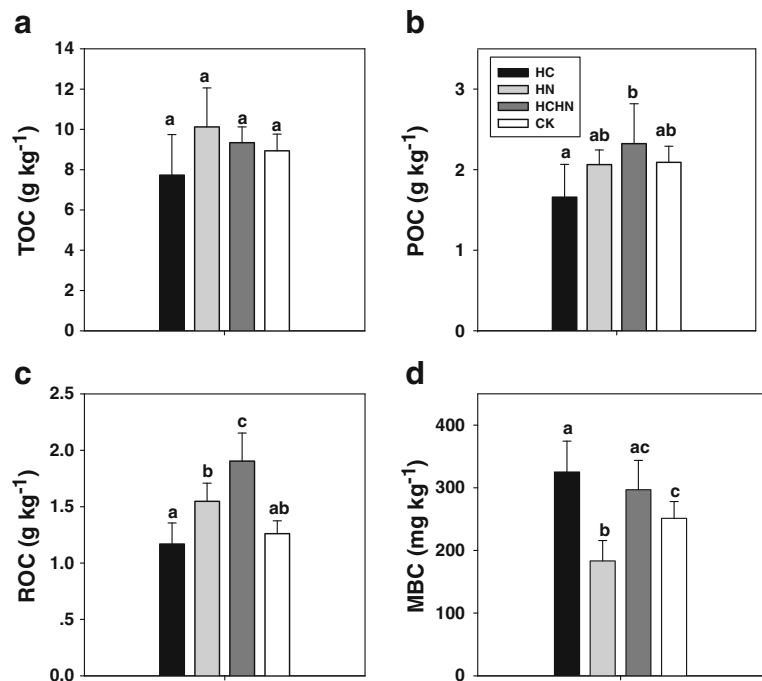 a
TOC (g kg⁻¹)
14
12
10
8
6
4
2
0
a
a
a
a
b
POC (g kg⁻¹)
3
2
1
0
HC
HN
HCHN
CK
a
ab
b
ab
c
ROC (g kg⁻¹)
2.5
2.0
1.5
1.0
.5
0.0
a
b
c
ab
d
MBC (mg kg⁻¹)
400
300
200
100
0
a
b
ac
c